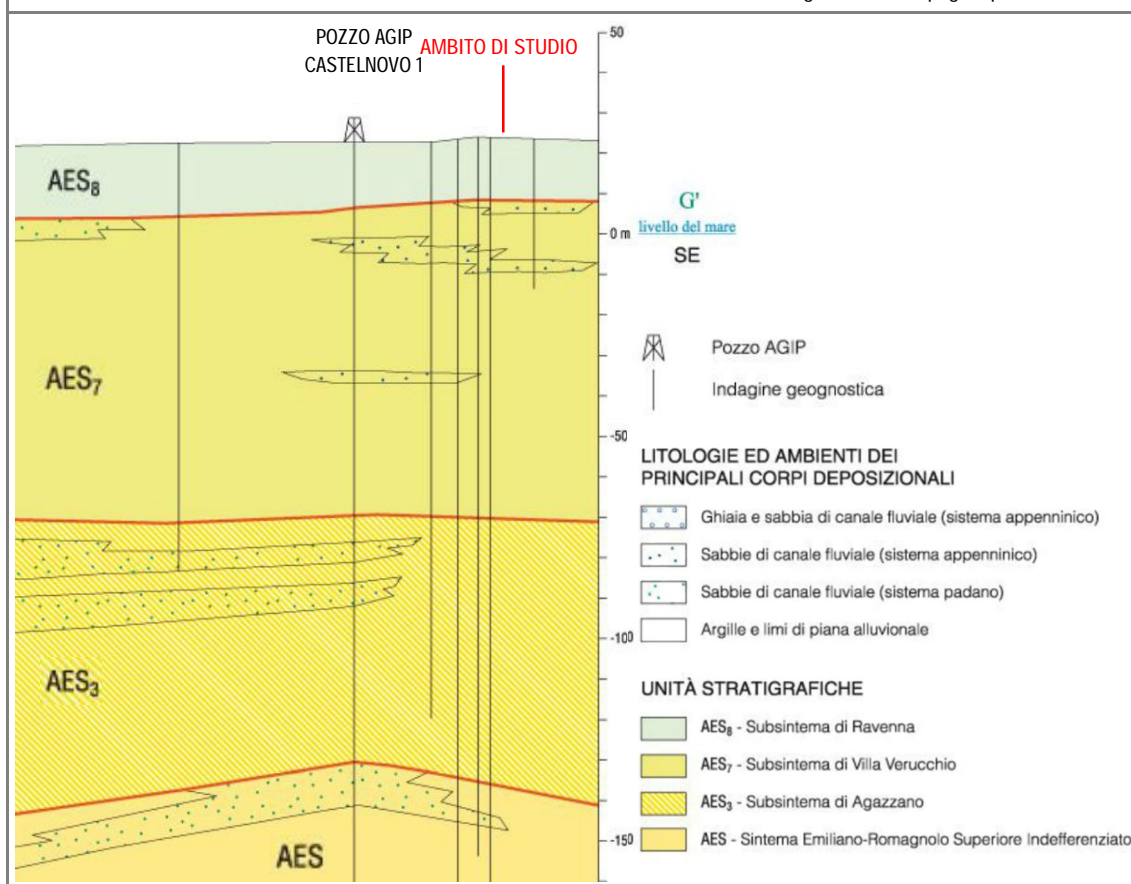 POZZO AGIP
CASTELNOVO 1
AMBITO DI STUDIO
50
AES8
G'
livello del mare
0 m
SE
Pozzo AGIP
Indagine geognostica
AES7
-50
LITOLOGIE ED AMBIENTI DEI
PRINCIPALI CORPI DEPOSIZIONALI
Ghiaia e sabbia di canale fluviale (sistema appenninico)
Sabbie di canale fluviale (sistema appenninico)
Sabbie di canale fluviale (sistema padano)
Argille e limi di piana alluvionale
-100
AES3
UNITÀ STRATIGRAFICHE
AES8 - Subsintema di Ravenna
AES7 - Subsintema di Villa Verucchio
AES3 - Subsintema di Agazzano
AES - Sintema Emiliano-Romagnolo Superiore Indefferenziato
-150
AES